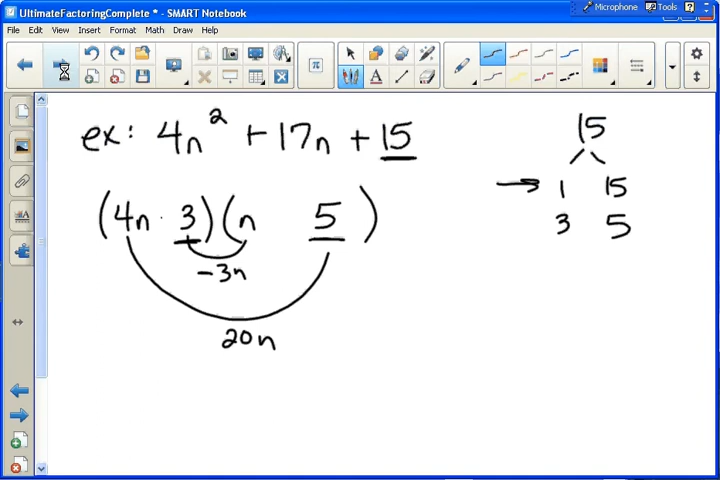 UltimateFactoringComplete * - SMART Notebook
Microphone Tools
File Edit View Insert Format Math Draw Help
π A
ex: 4n² + 17n + 15
15
1 15
3 5
(4n · 3)(n 5)
-3n
20n